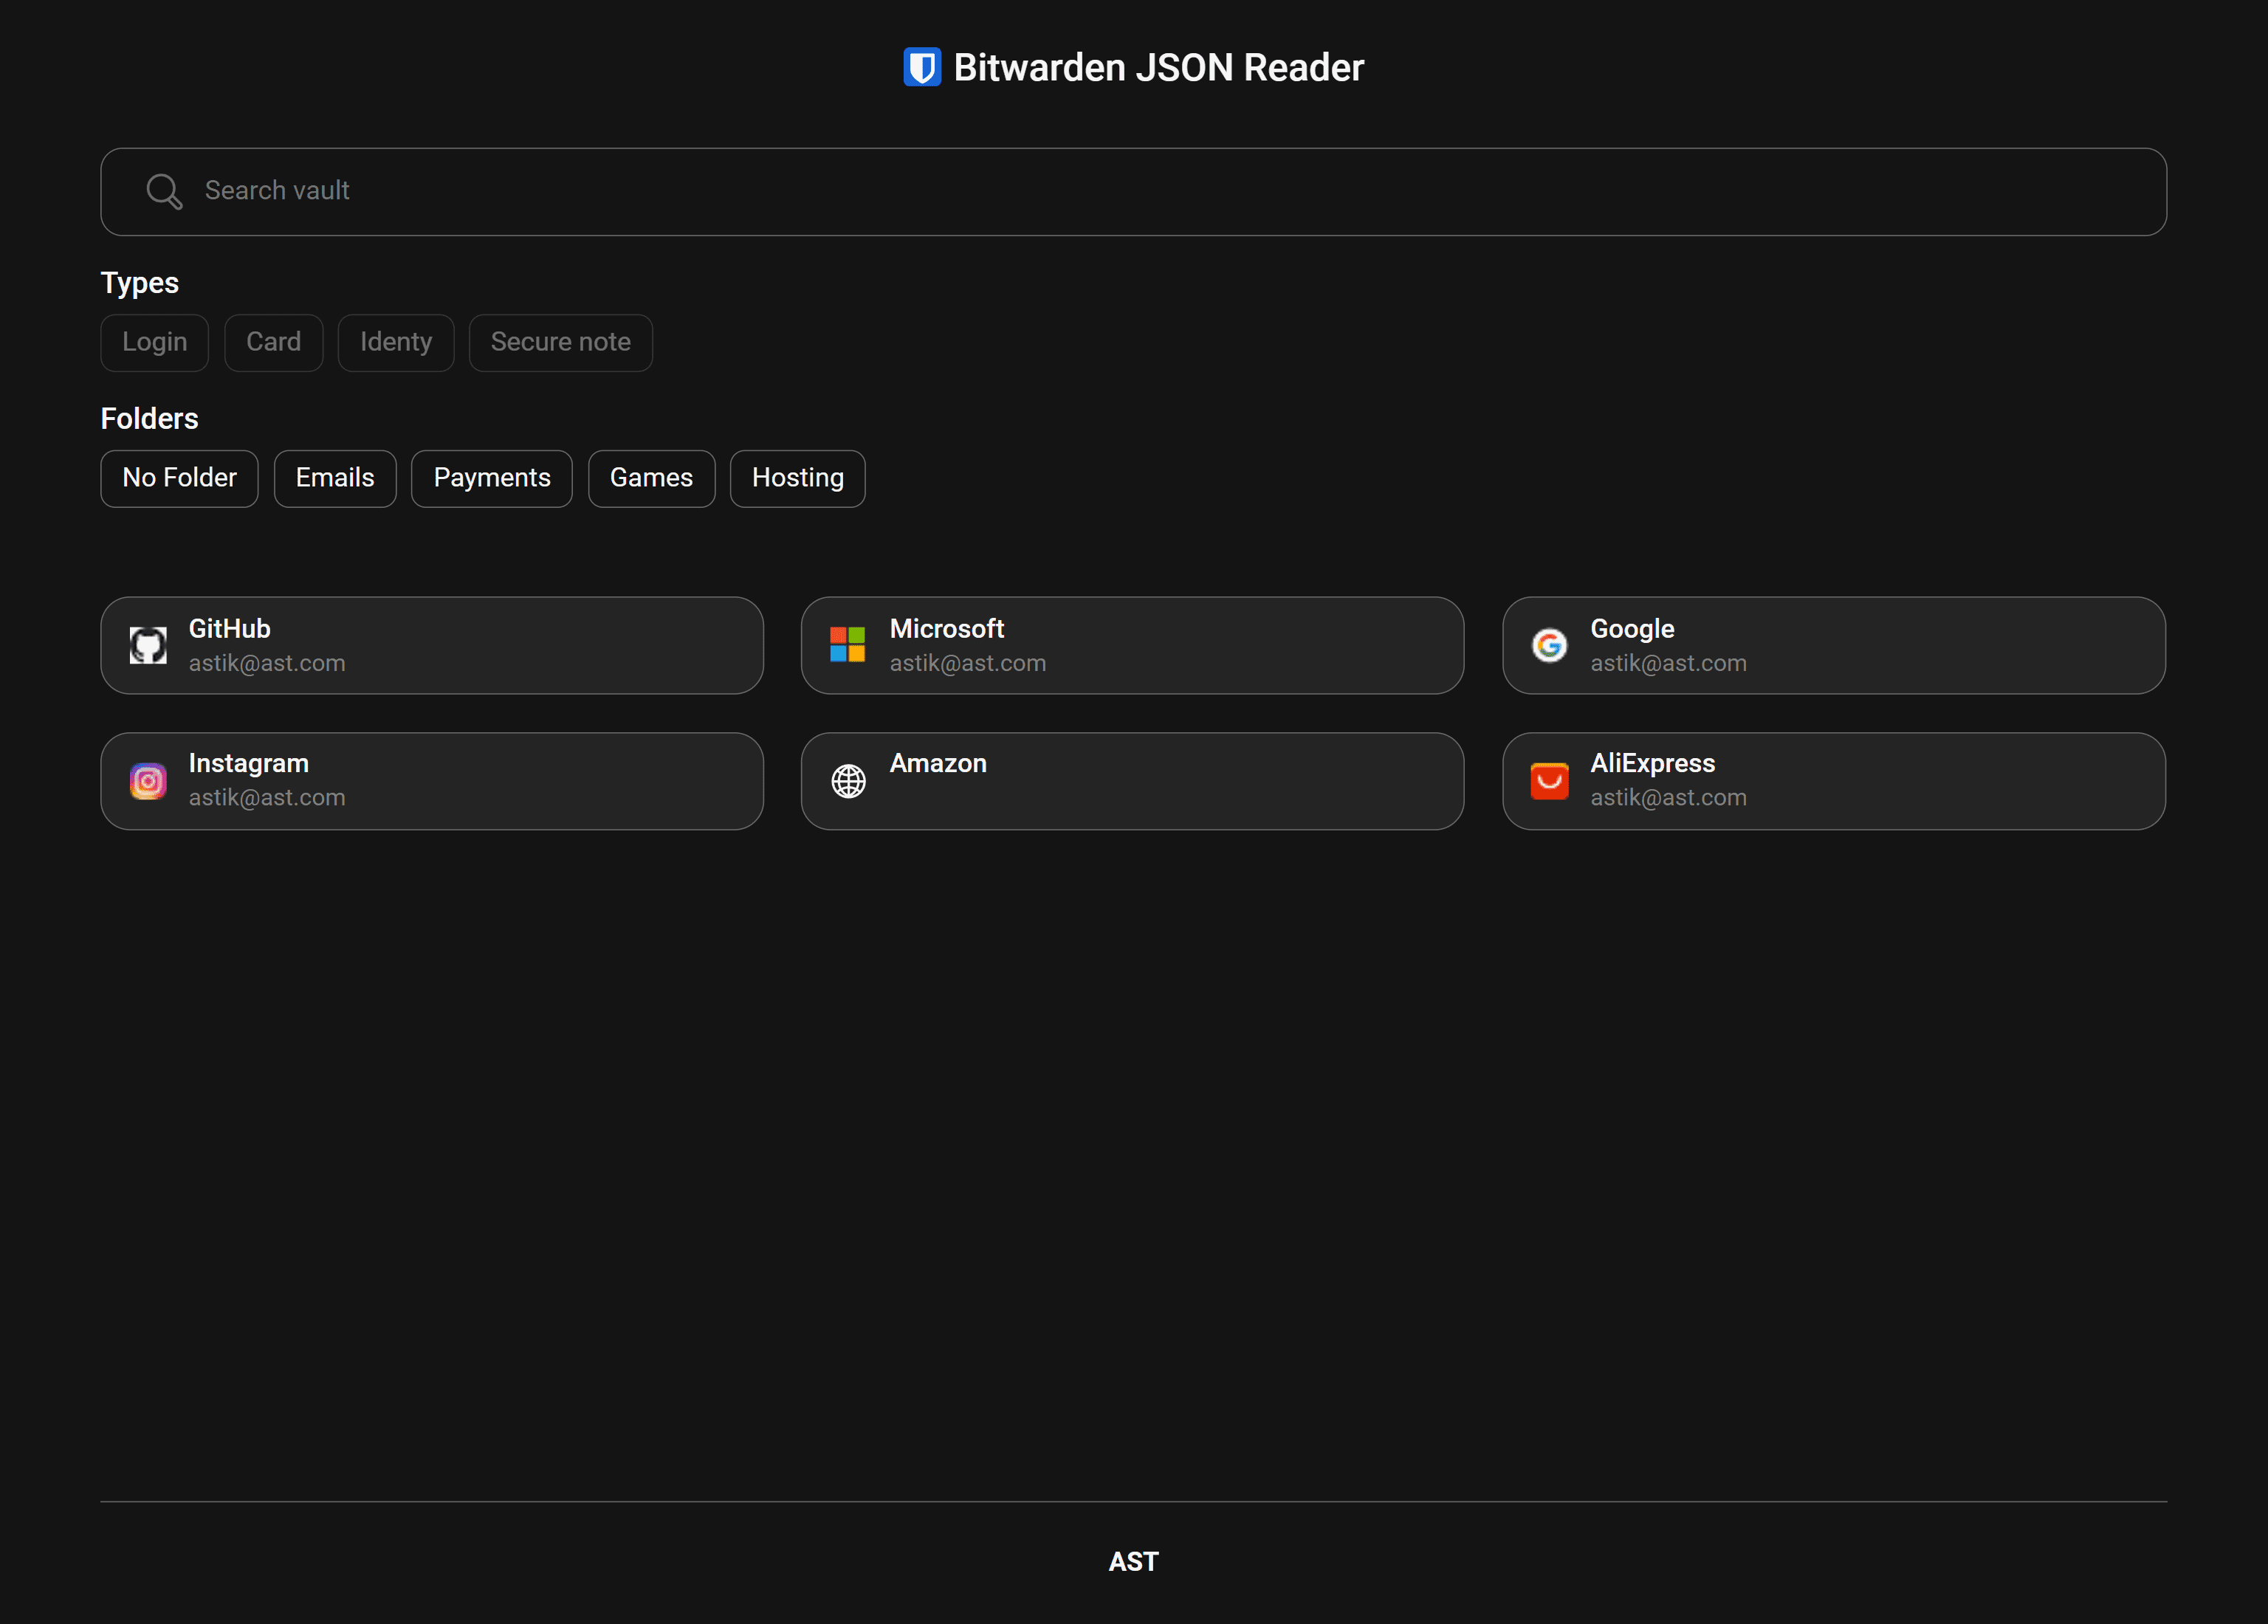 Bitwarden JSON Reader
Search vault
Types
Login Card Identy Secure note
Folders
No Folder Emails Payments Games Hosting
GitHub
astik@ast.com
Microsoft
astik@ast.com
Google
astik@ast.com
Instagram
astik@ast.com
Amazon
AliExpress
astik@ast.com
AST